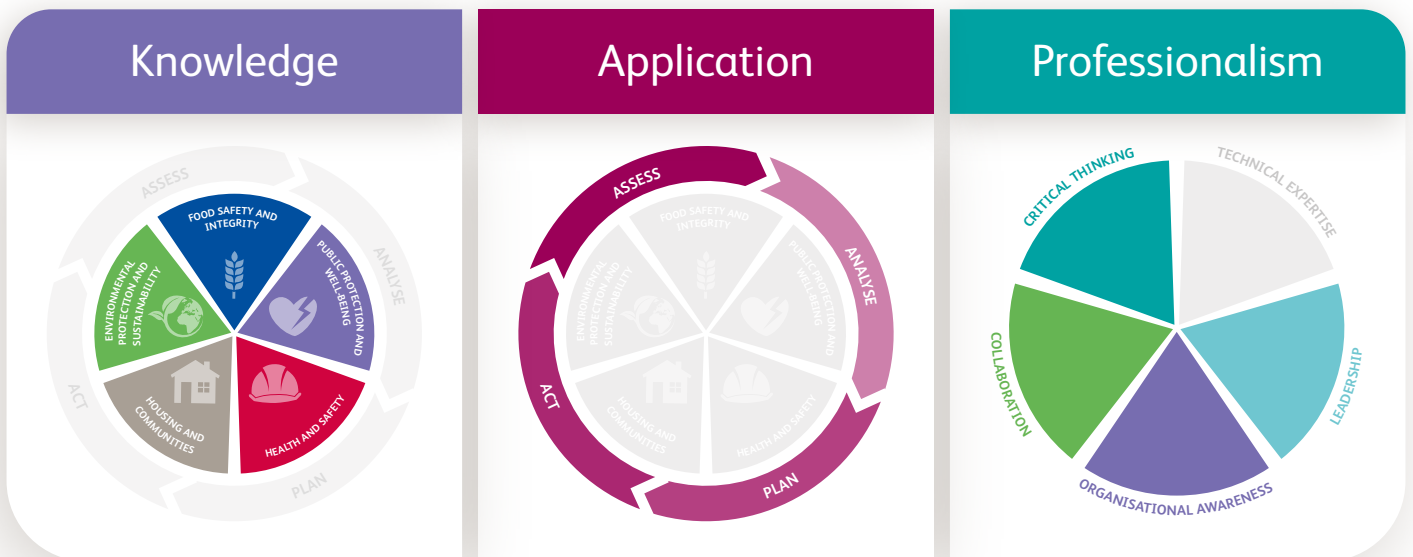 Knowledge
Application
Professionalism
ASSESS
ANALYSE
PLAN
ACT
FOOD SAFETY AND
INTEGRITY
PUBLIC PROTECTION AND
WELL-BEING
HEALTH AND SAFETY
HOUSING AND
COMMUNITIES
ENVIRONMENTAL
PROTECTION AND
SUSTAINABILITY
ASSESS
ANALYSE
PLAN
ACT
FOOD SAFETY AND
INTEGRITY
PUBLIC PROTECTION AND
WELL-BEING
HEALTH AND SAFETY
HOUSING AND
COMMUNITIES
ENVIRONMENTAL
PROTECTION AND
SUSTAINABILITY
CRITICAL THINKING
TECHNICAL EXPERTISE
LEADERSHIP
ORGANISATIONAL AWARENESS
COLLABORATION